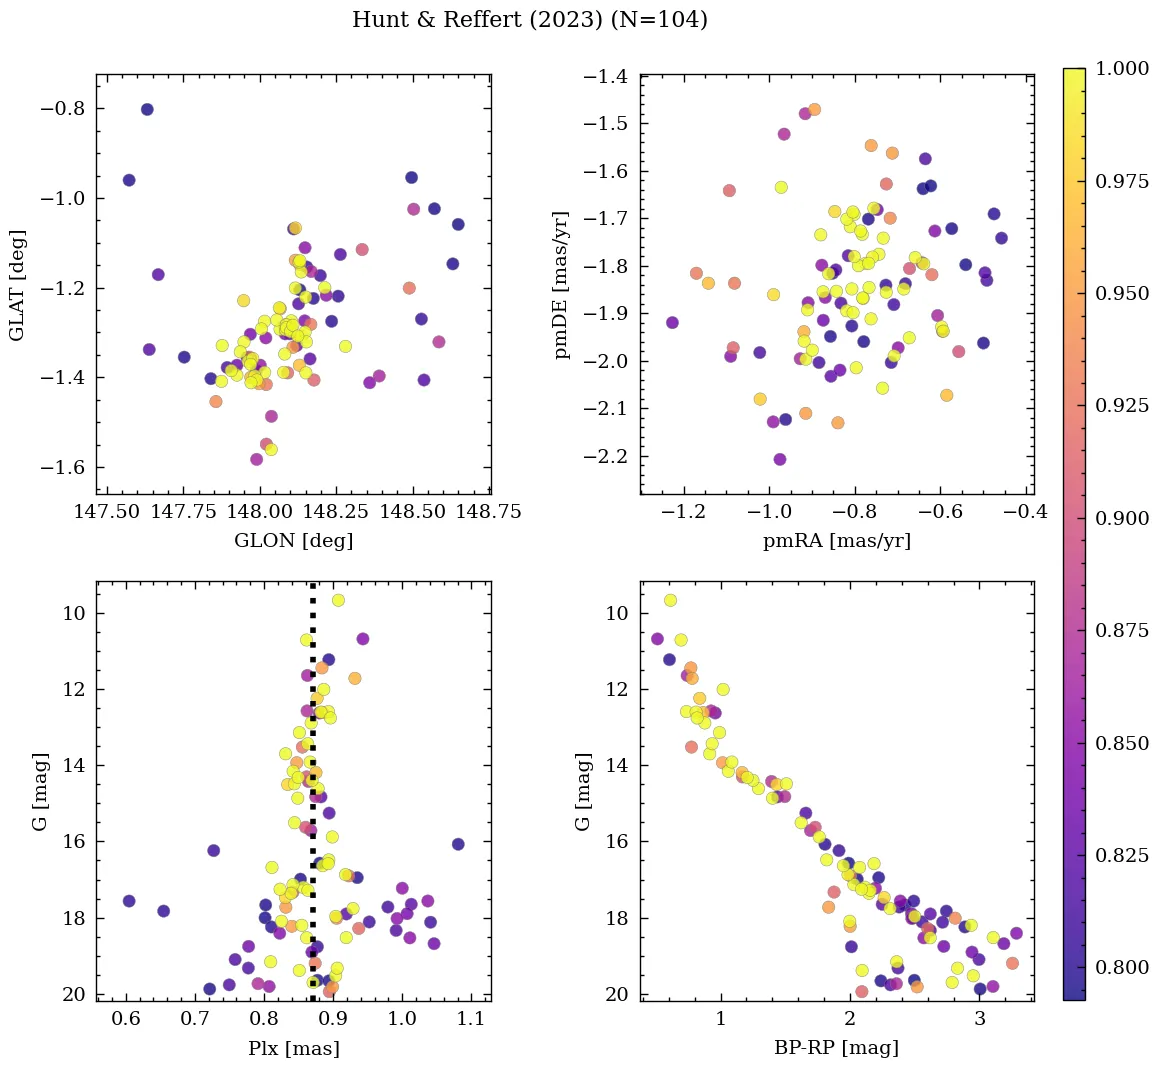 Hunt & Reffert (2023) (N=104)
GLAT [deg]
−0.8
−1.0
−1.2
−1.4
−1.6
147.50 147.75 148.00 148.25 148.50 148.75
GLON [deg]
pmDE [mas/yr]
−1.4
−1.5
−1.6
−1.7
−1.8
−1.9
−2.0
−2.1
−2.2
−1.2 −1.0 −0.8 −0.6 −0.4
pmRA [mas/yr]
G [mag]
10
12
14
16
18
20
0.6 0.7 0.8 0.9 1.0 1.1
Plx [mas]
G [mag]
10
12
14
16
18
20
1 2 3
BP-RP [mag]
1.000
0.975
0.950
0.925
0.900
0.875
0.850
0.825
0.800